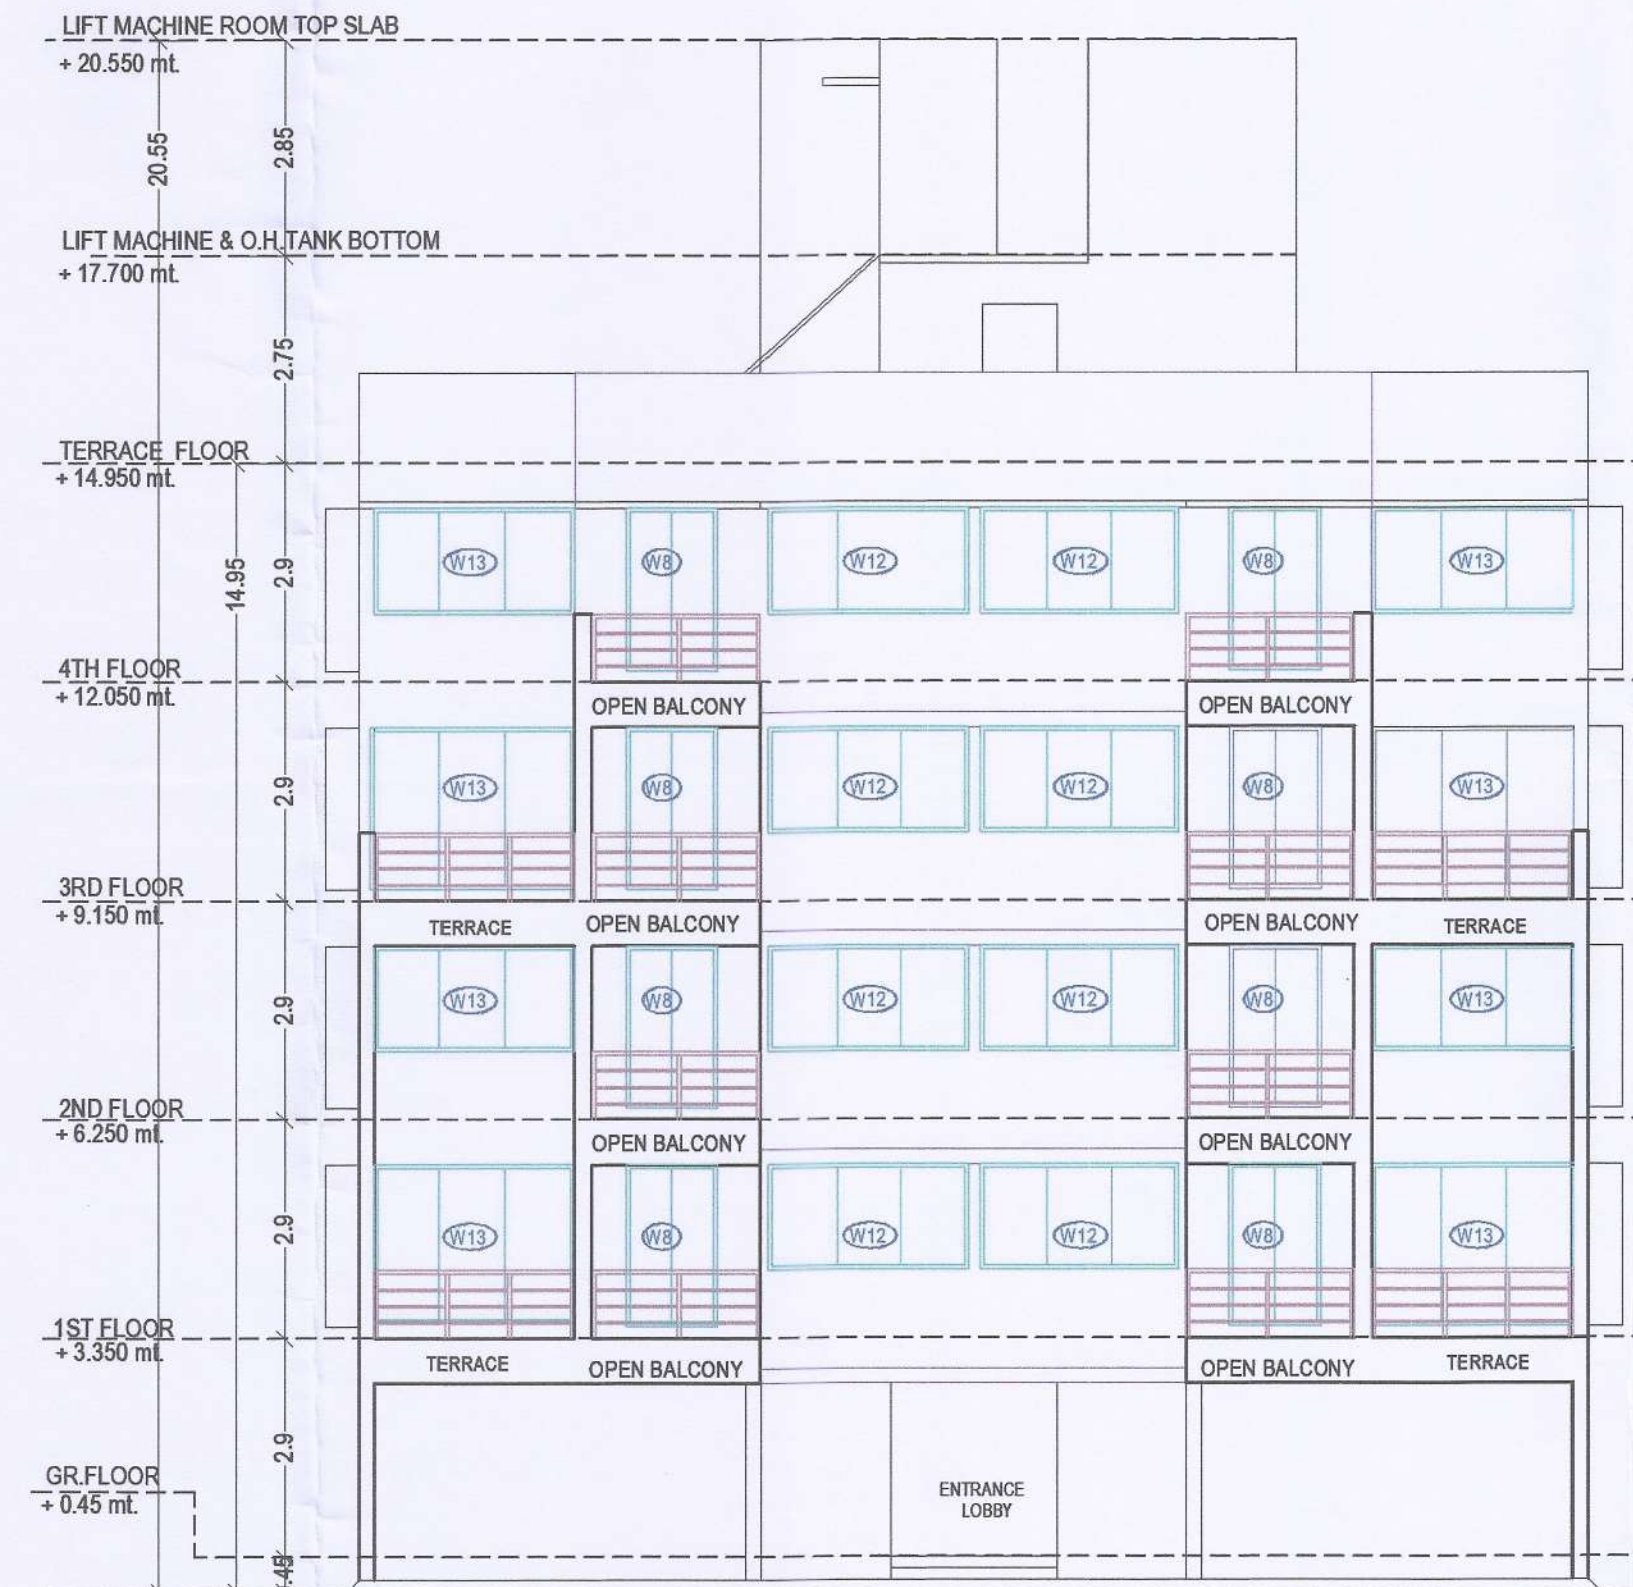 LIFT MACHINE ROOM TOP SLAB
+ 20.550 mt.
20.55
2.85
LIFT MACHINE & O.H.TANK BOTTOM
+ 17.700 mt.
2.75
TERRACE FLOOR
+ 14.950 mt.
14.95
2.9
W13 W8 W12 W12 W8 W13
4TH FLOOR
+ 12.050 mt.
OPEN BALCONY OPEN BALCONY
2.9
W13 W8 W12 W12 W8 W13
3RD FLOOR
+ 9.150 mt.
TERRACE OPEN BALCONY OPEN BALCONY TERRACE
2.9
W13 W8 W12 W12 W8 W13
2ND FLOOR
+ 6.250 mt.
OPEN BALCONY OPEN BALCONY
2.9
W13 W8 W12 W12 W8 W13
1ST FLOOR
+ 3.350 mt.
TERRACE OPEN BALCONY OPEN BALCONY TERRACE
2.9
GR.FLOOR
+ 0.45 mt.
ENTRANCE
LOBBY
.45